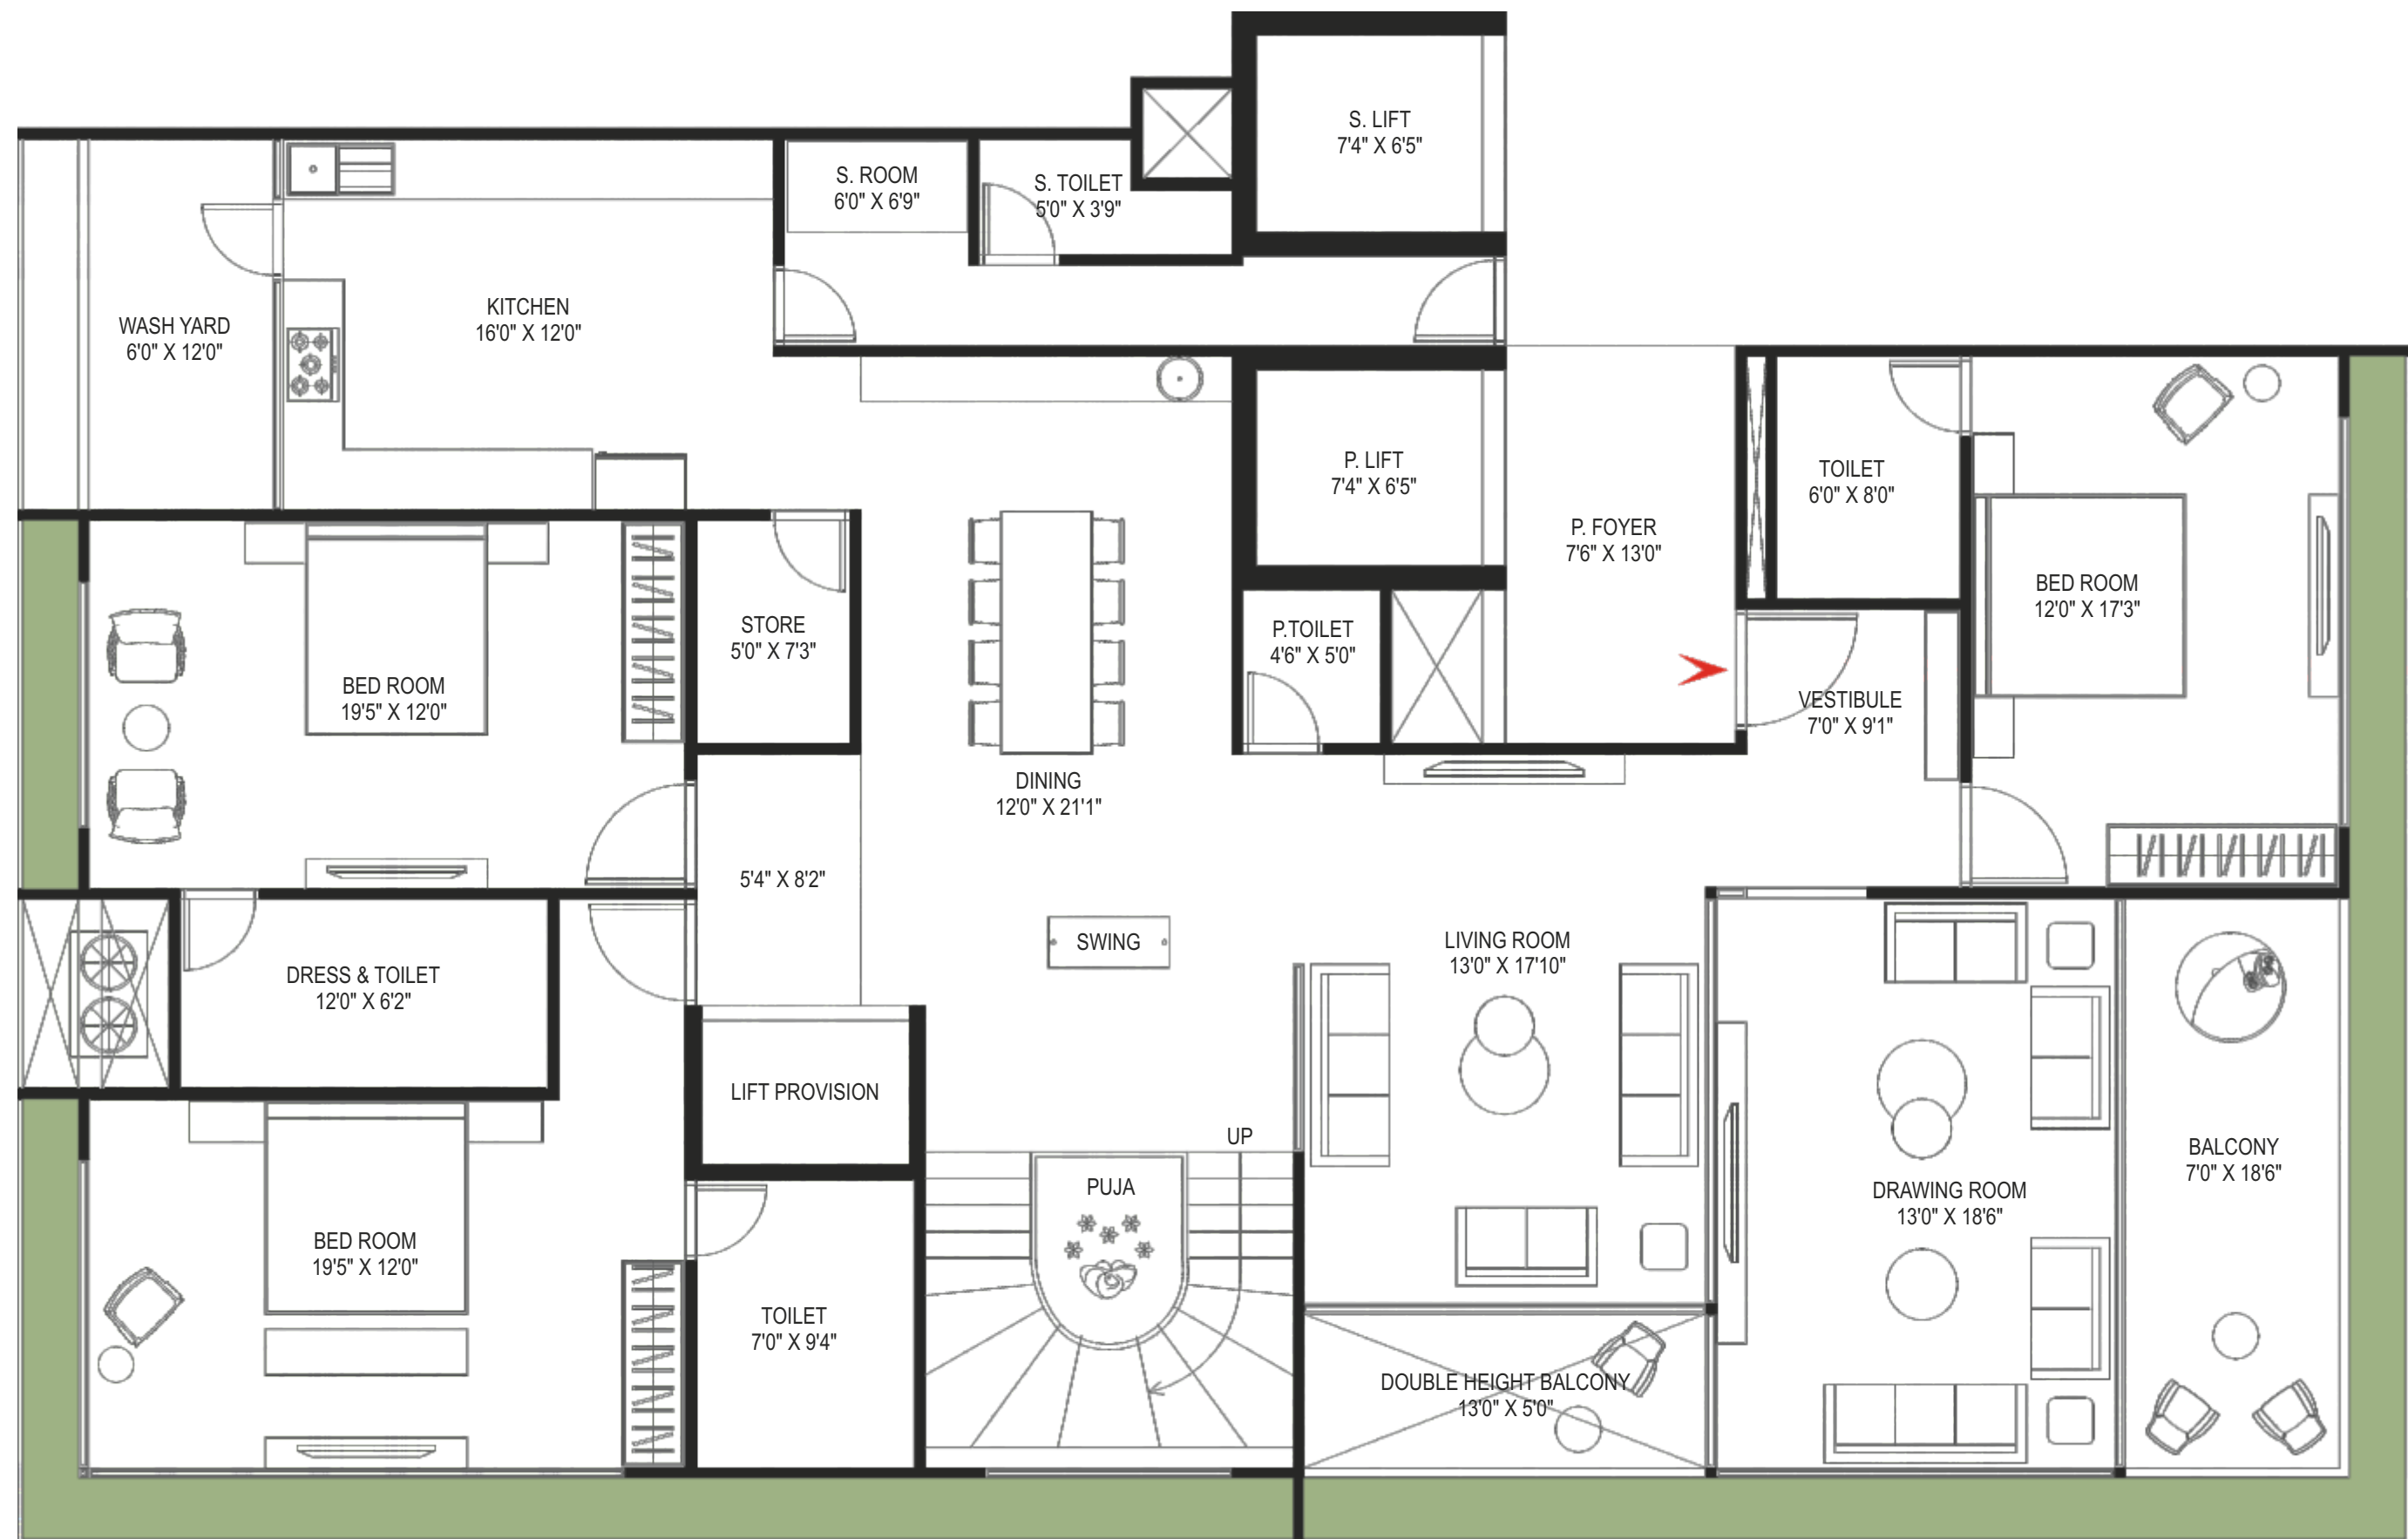 S. LIFT
7'4" X 6'5"
S. ROOM
6'0" X 6'9"
S. TOILET
5'0" X 3'9"
WASH YARD
6'0" X 12'0"
KITCHEN
16'0" X 12'0"
P. LIFT
7'4" X 6'5"
P. FOYER
7'6" X 13'0"
TOILET
6'0" X 8'0"
BED ROOM
12'0" X 17'3"
STORE
5'0" X 7'3"
P.TOILET
4'6" X 5'0"
BED ROOM
19'5" X 12'0"
VESTIBULE
7'0" X 9'1"
DINING
12'0" X 21'1"
5'4" X 8'2"
SWING
LIVING ROOM
13'0" X 17'10"
DRESS & TOILET
12'0" X 6'2"
LIFT PROVISION
UP
PUJA
BALCONY
7'0" X 18'6"
DRAWING ROOM
13'0" X 18'6"
BED ROOM
19'5" X 12'0"
TOILET
7'0" X 9'4"
DOUBLE HEIGHT BALCONY
13'0" X 5'0"